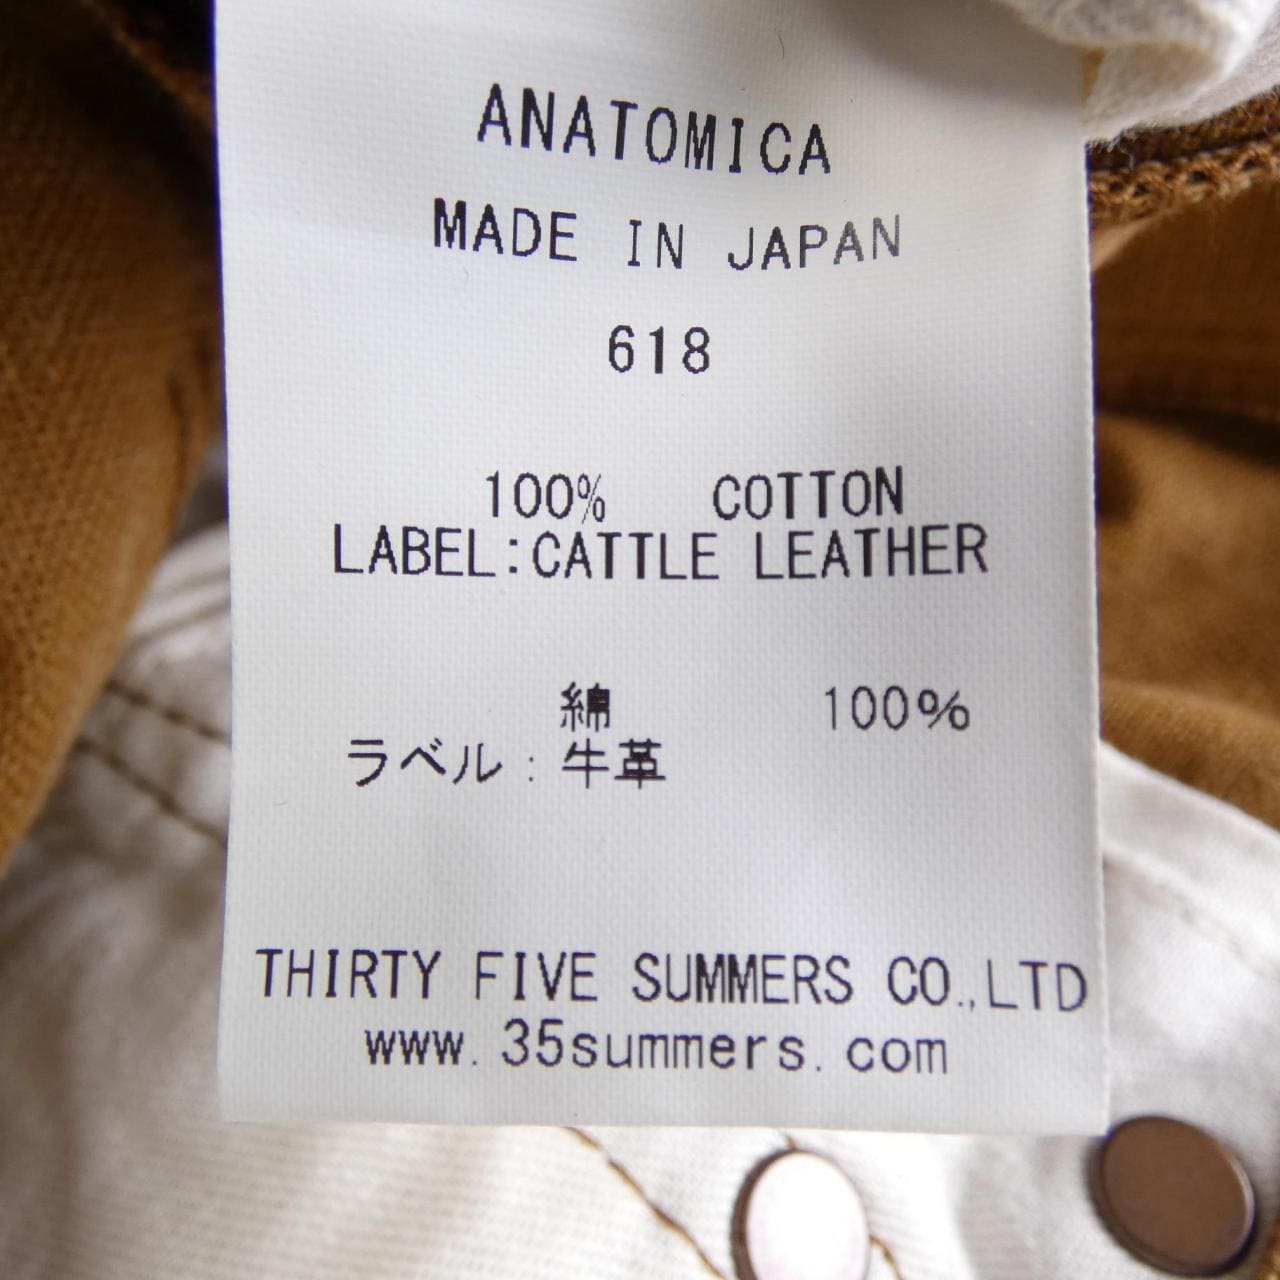 ANATOMICA
MADE IN JAPAN
618
100% COTTON
LABEL:CATTLE LEATHER
綿 100%
ラベル:牛革
THIRTY FIVE SUMMERS CO.,LTD
www.35summers.com